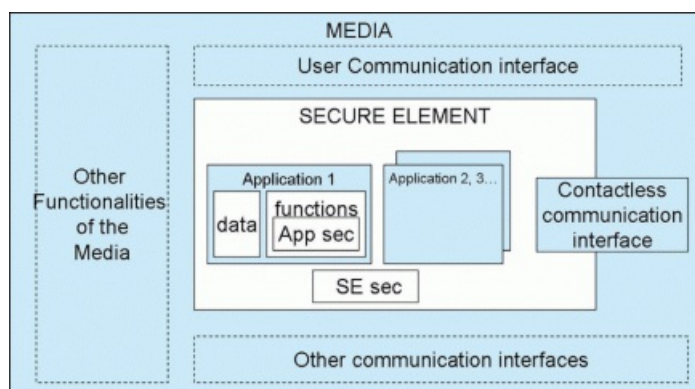 MEDIA
User Communication interface
SECURE ELEMENT
Other
Functionalities
of the
Media
Application 1
data
functions
App sec
Application 2, 3...
Contactless
communication
interface
SE sec
Other communication interfaces